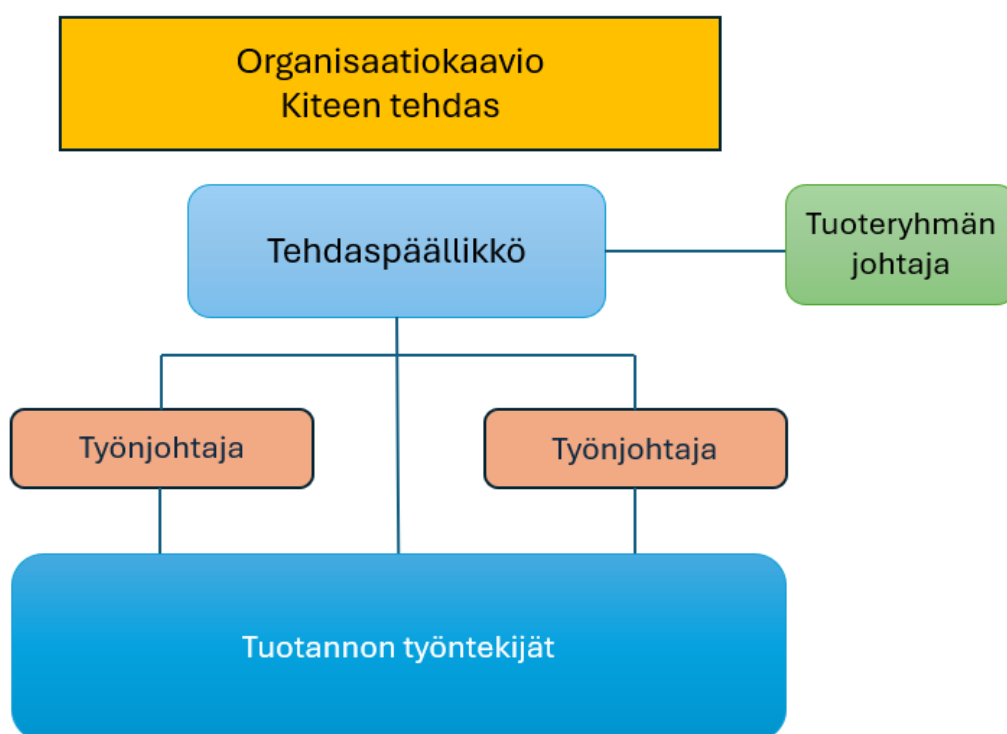 Organisaatiokaavio
Kiteen tehdas
Tehdaspäällikkö
Tuoteryhmän
johtaja
Työnjohtaja
Työnjohtaja
Tuotannon työntekijät